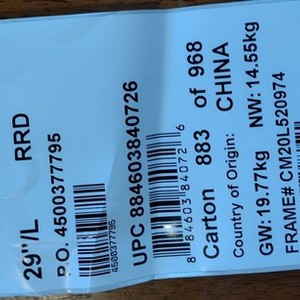 29"/L RRD
P.O. 4500377795
4500377795
UPC 884603840726
8 84603 84072 6
Carton 883 of 968
Country of Origin: CHINA
GW: 19.77kg NW: 14.55kg
FRAME# CM20L520974